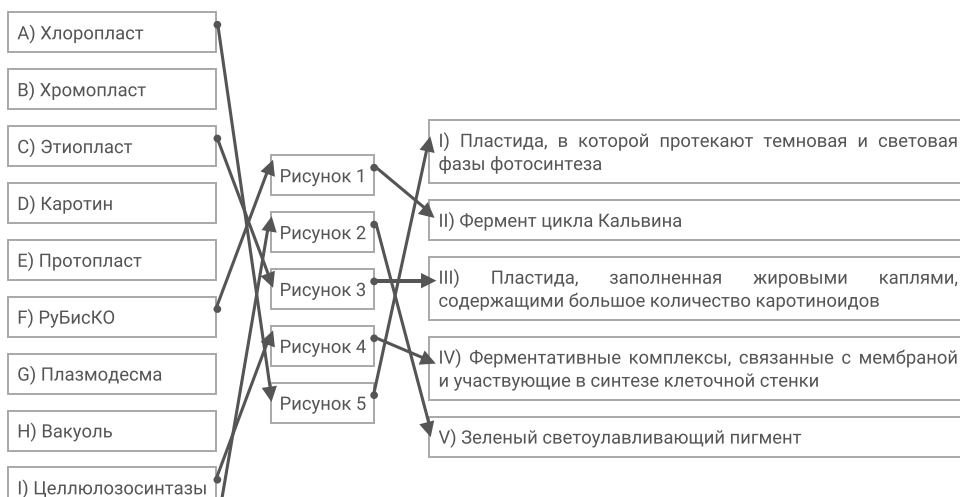 A) Хлоропласт
B) Хромопласт
C) Этиопласт
D) Каротин
E) Протопласт
F) РуБисКО
G) Плазмодесма
H) Вакуоль
I) Целлюлозосинтазы
Рисунок 1
Рисунок 2
Рисунок 3
Рисунок 4
Рисунок 5
I) Пластида, в которой протекают темновая и световая
фазы фотосинтеза
II) Фермент цикла Кальвина
III) Пластида, заполненная жировыми каплями,
содержащими большое количество каротиноидов
IV) Ферментативные комплексы, связанные с мембраной
и участвующие в синтезе клеточной стенки
V) Зеленый светоулавливающий пигмент